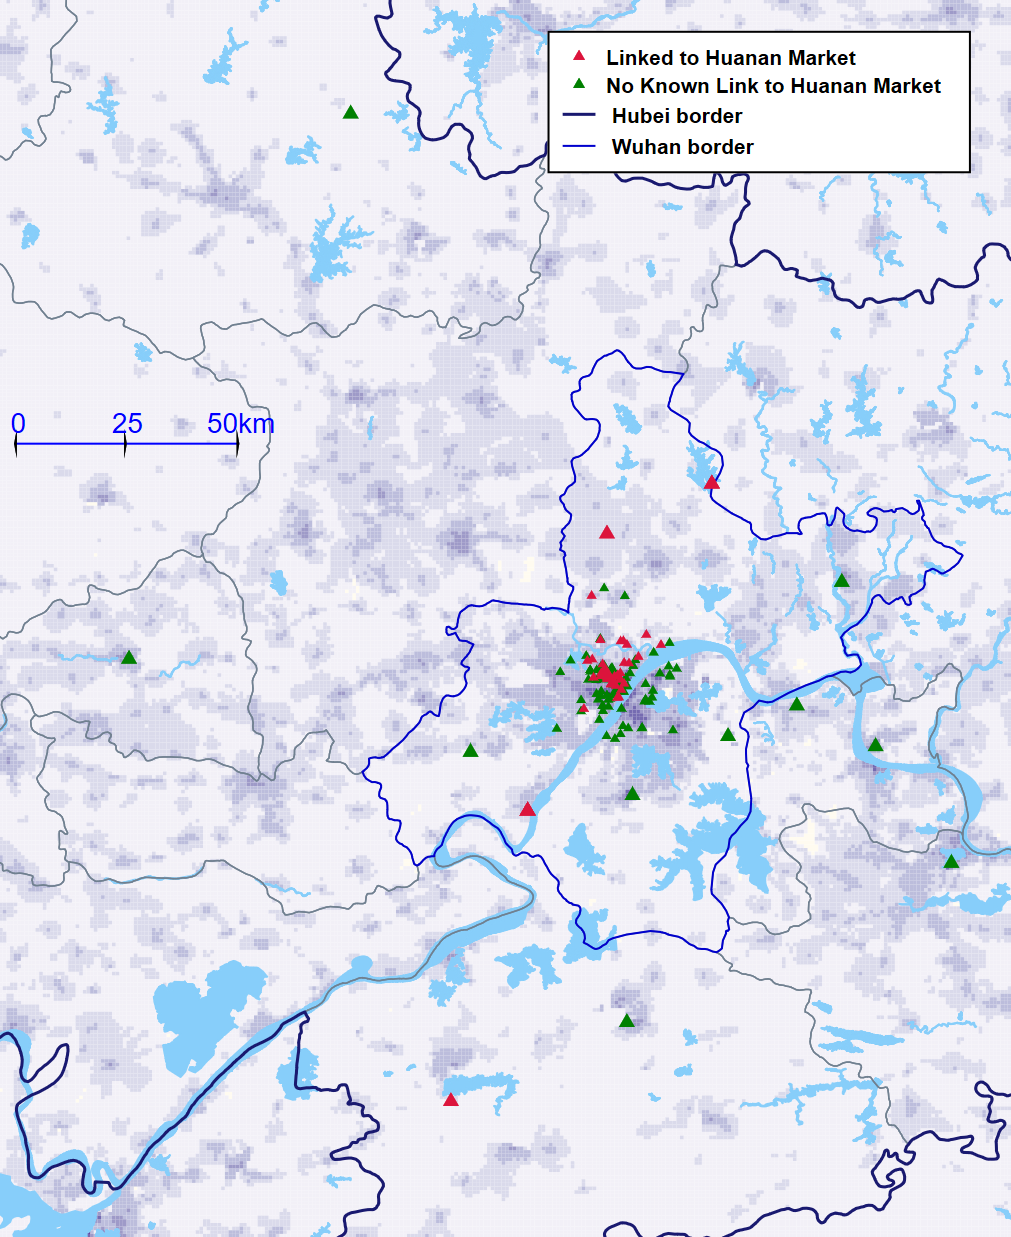 Linked to Huanan Market
No Known Link to Huanan Market
Hubei border
Wuhan border
0 25 50km